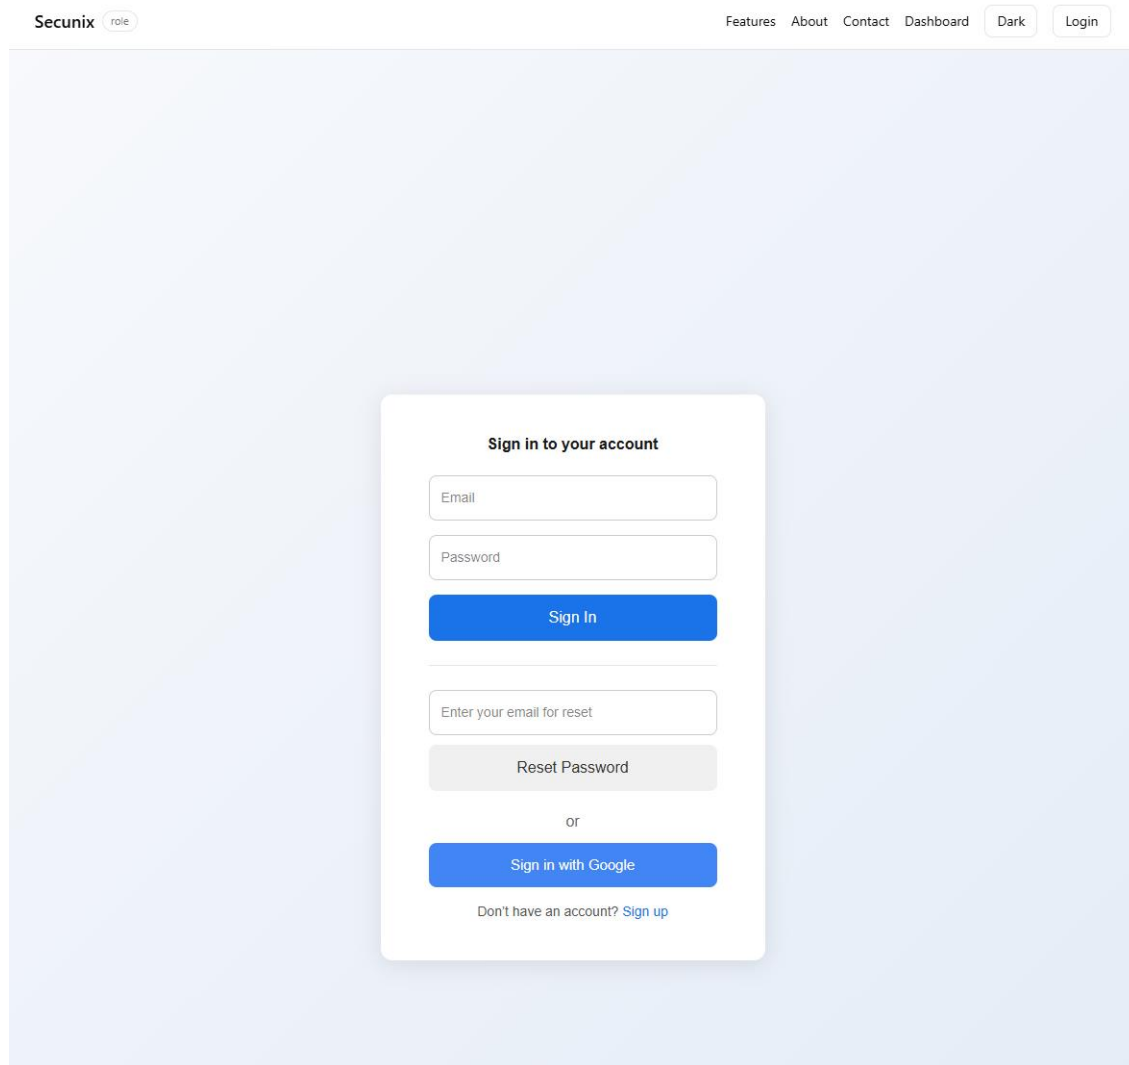 Secunix role Features About Contact Dashboard Dark Login
Sign in to your account
Email
Password
Sign In
Enter your email for reset
Reset Password
or
Sign in with Google
Don't have an account? Sign up